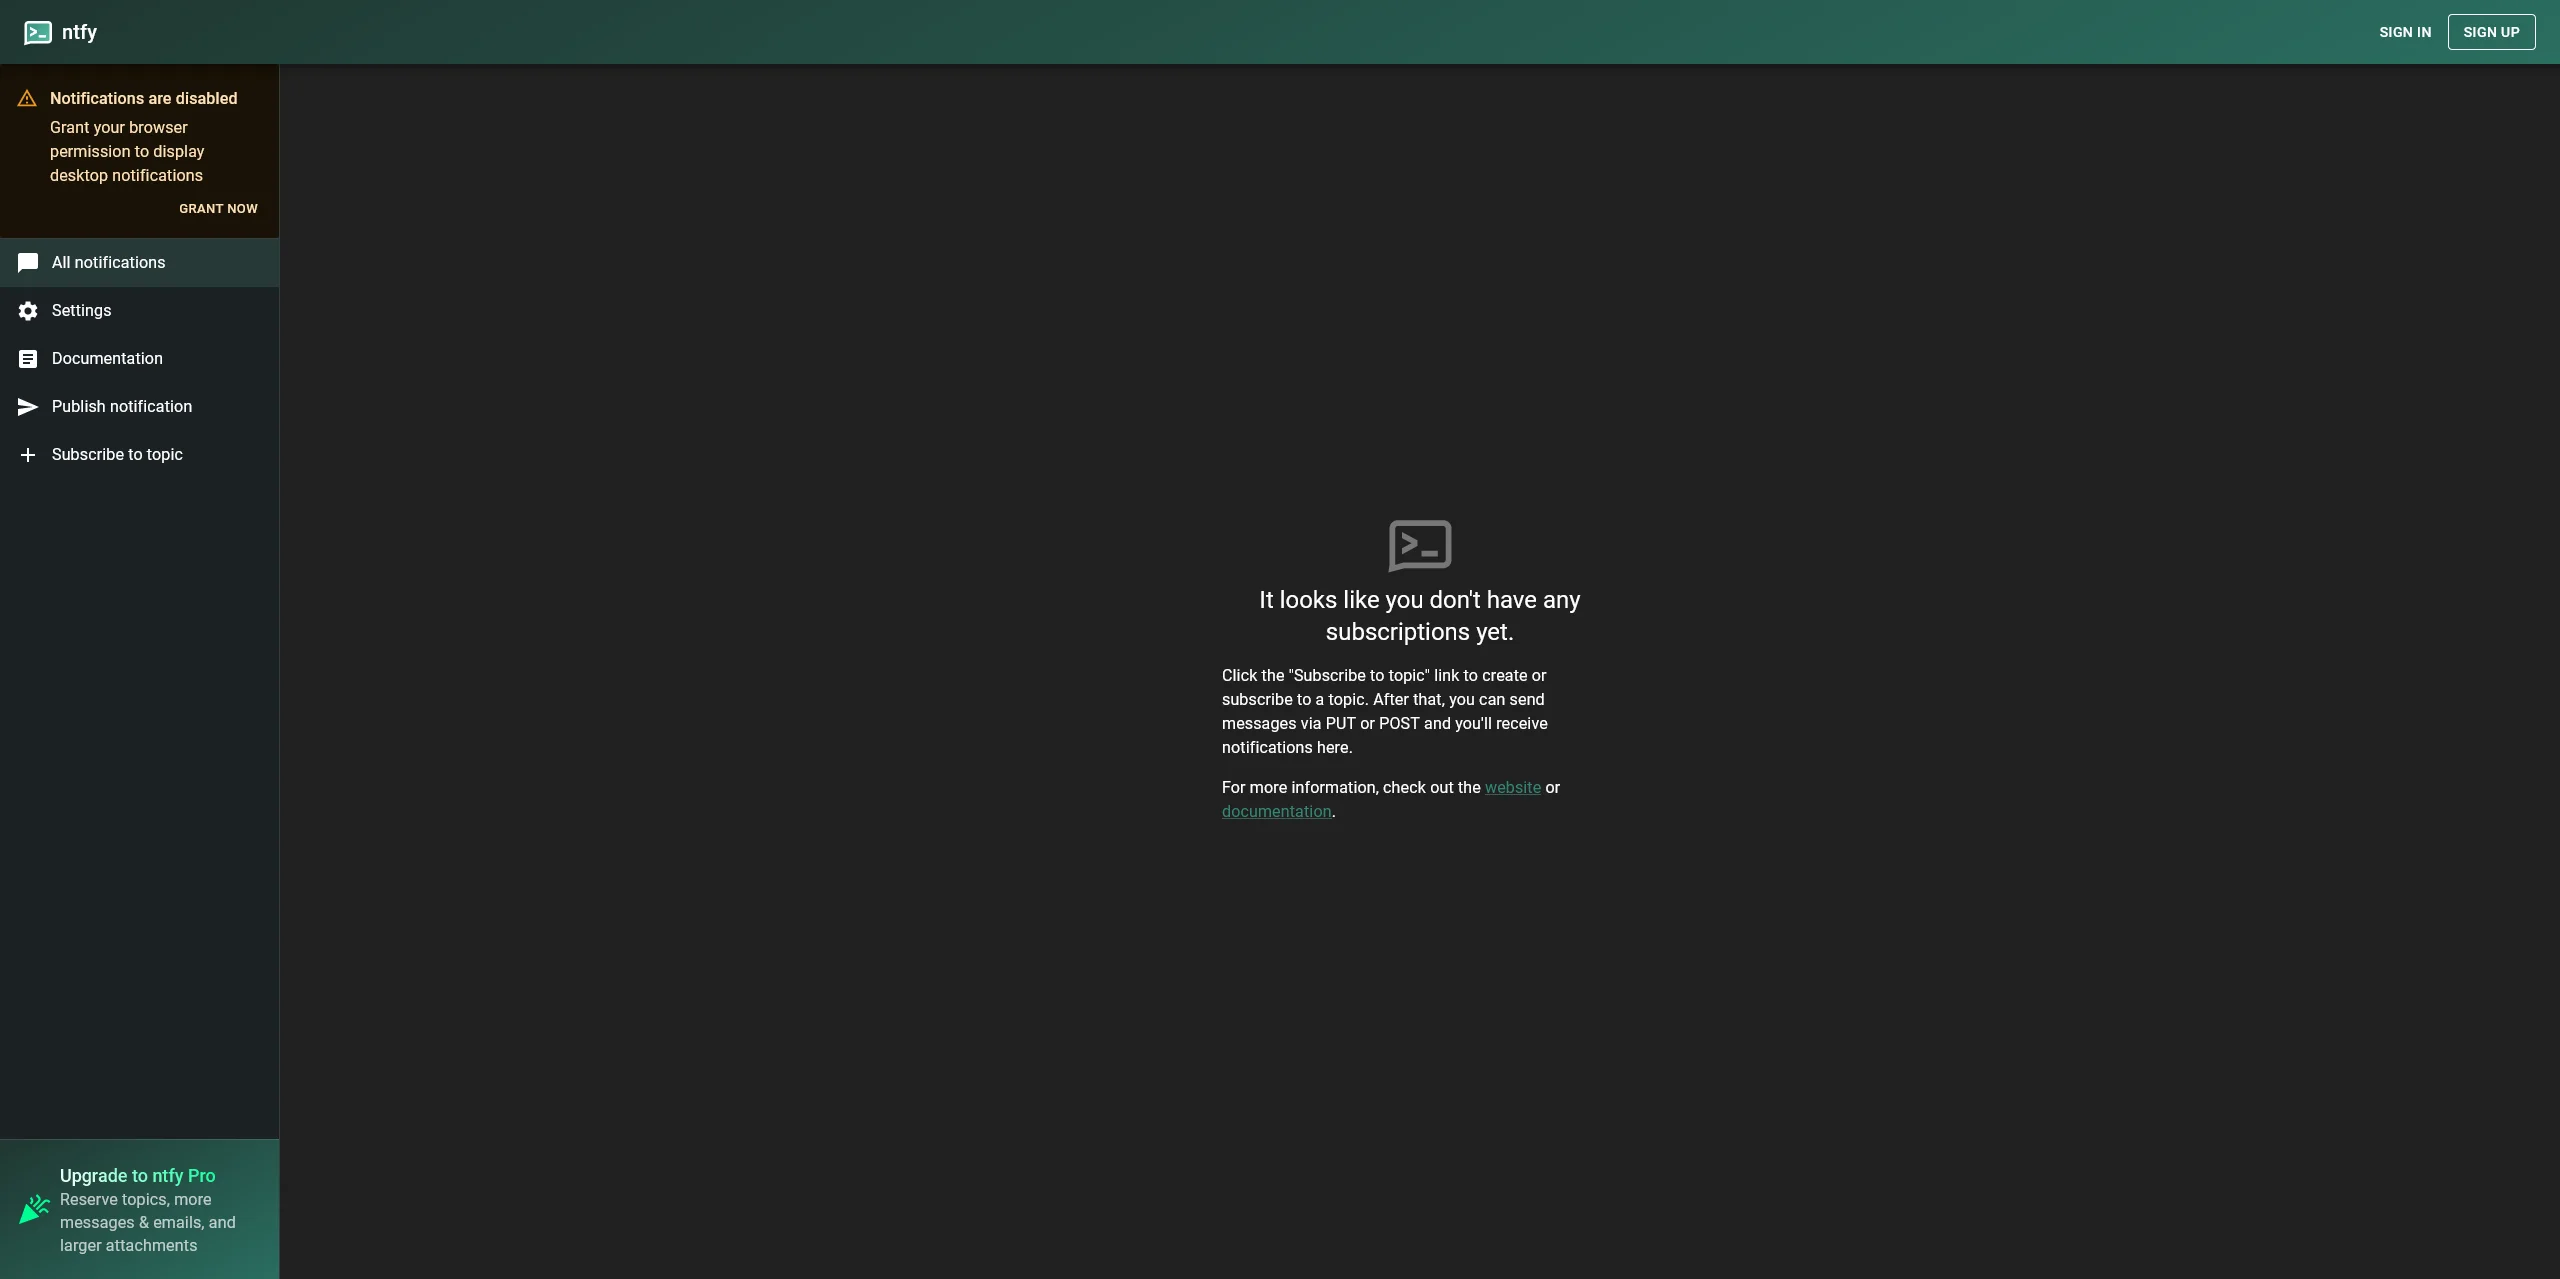 ntfy
SIGN IN
SIGN UP
Notifications are disabled
Grant your browser
permission to display
desktop notifications
GRANT NOW
All notifications
Settings
Documentation
Publish notification
Subscribe to topic
It looks like you don't have any
subscriptions yet.
Click the "Subscribe to topic" link to create or
subscribe to a topic. After that, you can send
messages via PUT or POST and you'll receive
notifications here.
For more information, check out the website or
documentation.
Upgrade to ntfy Pro
Reserve topics, more
messages & emails, and
larger attachments